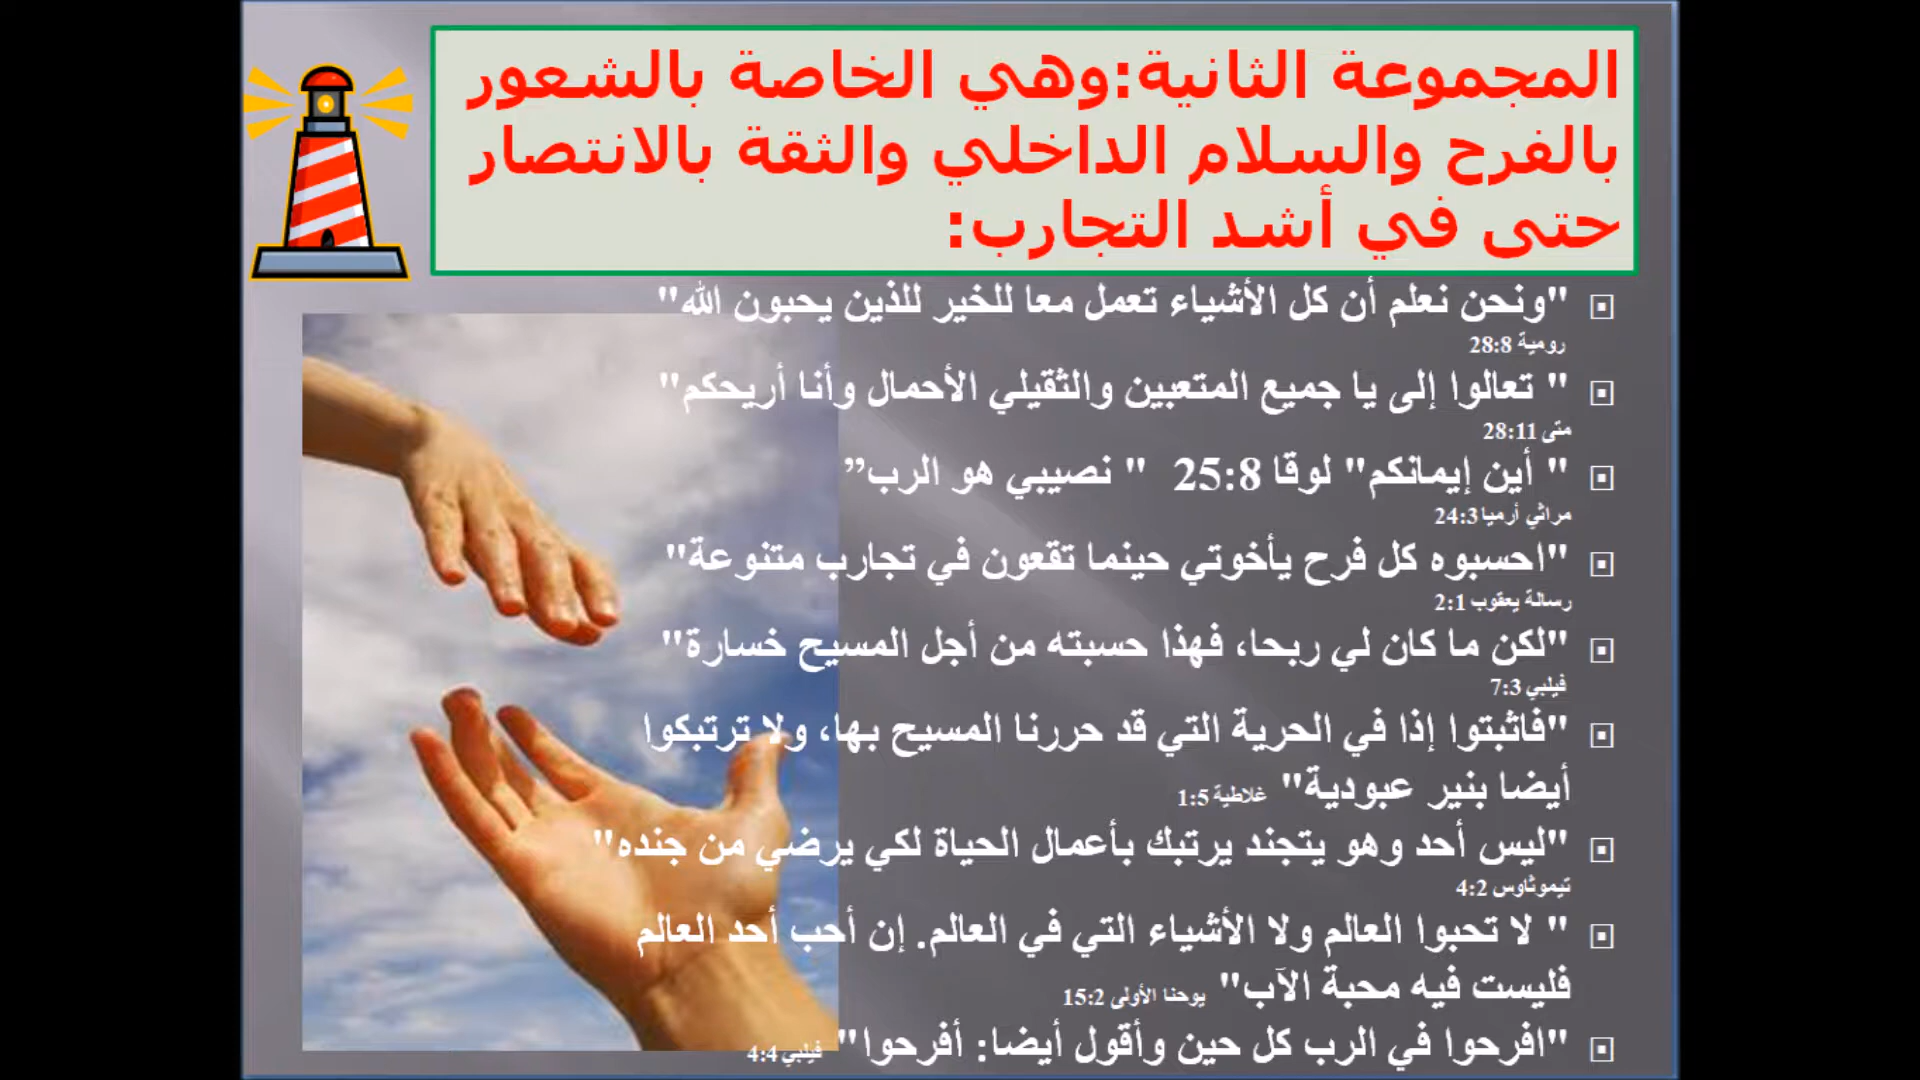 المجموعة الثانية:وهي الخاصة بالشعور
بالفرح والسلام الداخلي والثقة بالانتصار
حتى في أشد التجارب:
"ونحن نعلم أن كل الأشياء تعمل معا للخير للذين يحبون الله"
رومية 28:8
" تعالوا إلى يا جميع المتعبين والثقيلي الأحمال وأنا أريحكم"
متى 28:11
" أين إيمانكم" لوقا 25:8 " نصيبي هو الرب”
مراثي أرميا 24:3
"احسبوه كل فرح يأخوتي حينما تقعون في تجارب متنوعة"
رسالة يعقوب 2:1
"لكن ما كان لي ربحا، فهذا حسبته من أجل المسيح خسارة"
فيلبي 7:3
"فاثبتوا إذا في الحرية التي قد حررنا المسيح بها، ولا ترتبكوا
أيضا بنير عبودية" غلاطية 1:5
"ليس أحد وهو يتجند يرتبك بأعمال الحياة لكي يرضي من جنده"
تيموثاوس 4:2
" لا تحبوا العالم ولا الأشياء التي في العالم. إن أحب أحد العالم
فليست فيه محبة الآب" يوحنا الأولى 15:2
"افرحوا في الرب كل حين وأقول أيضا: أفرحوا" فيلبي 4:4